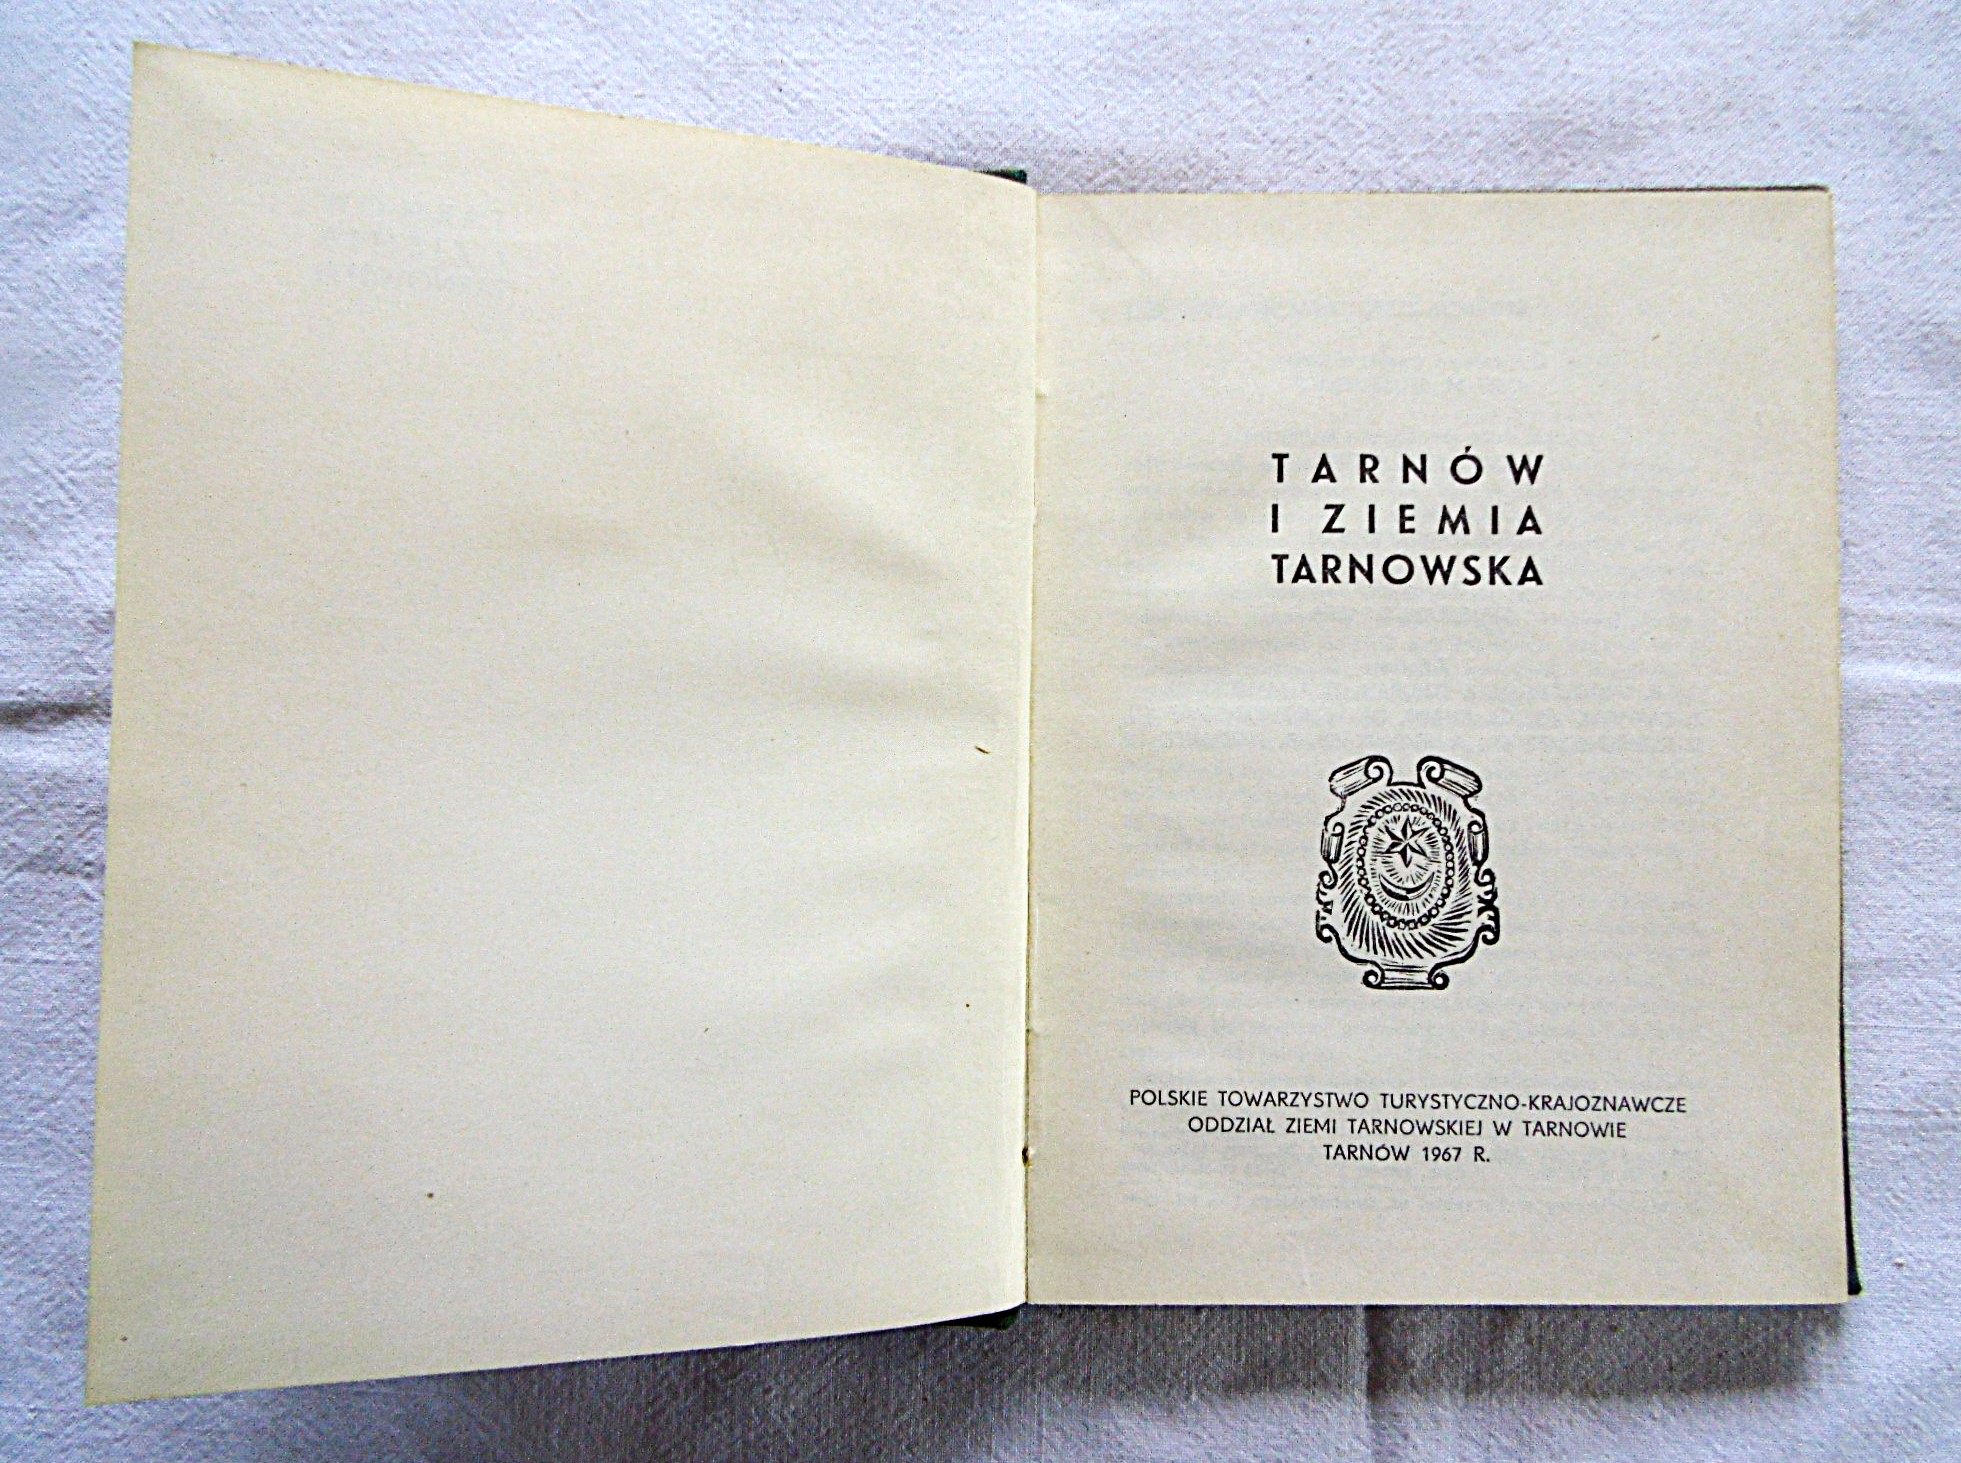 TARNÓW
I ZIEMIA
TARNOWSKA
POLSKIE TOWARZYSTWO TURYSTYCZNO-KRAJOZNAWCZE
ODDZIAŁ ZIEMI TARNOWSKIEJ W TARNOWIE
TARNÓW 1967 R.